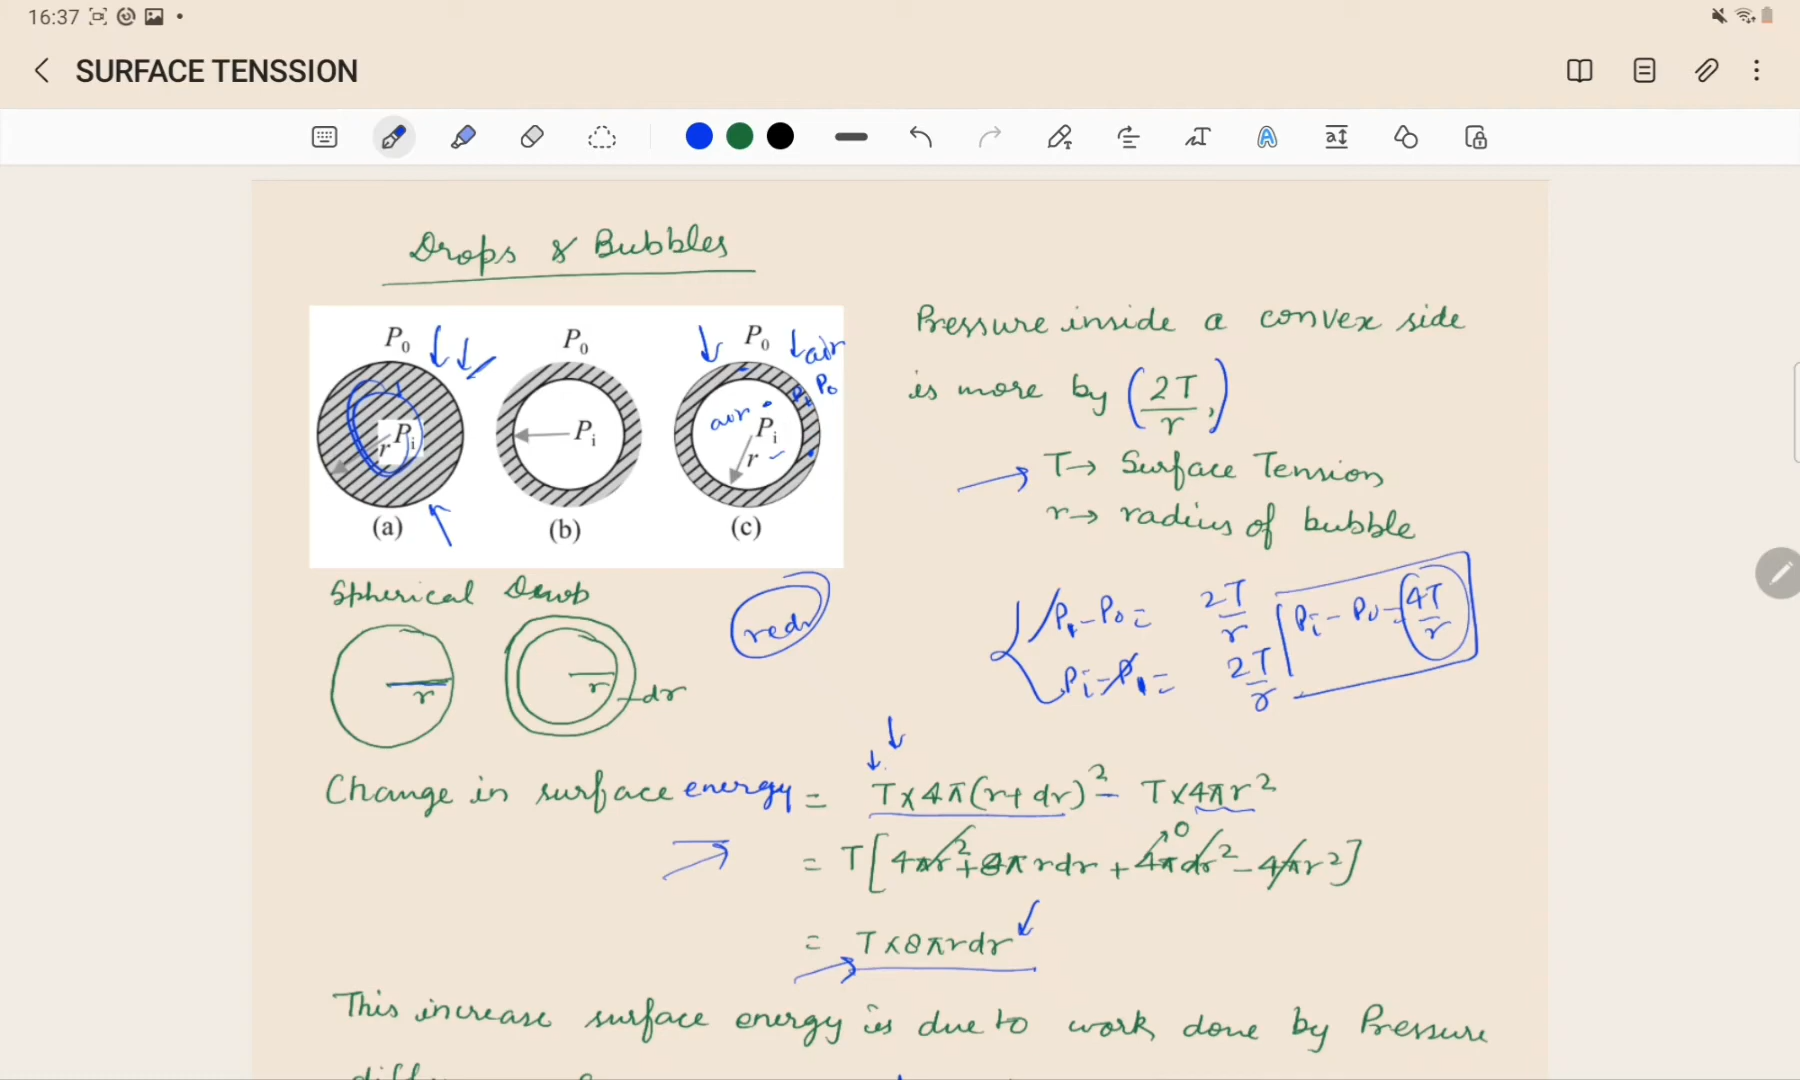 16:37
SURFACE TENSSION
Drops & Bubbles
P0 P0 P0 air
P0
air
Pi Pi Pi
r r
(a) (b) (c)
Pressure inside a convex side
is more by (2T/r)
T→ Surface Tension
r→ radius of bubble
Spherical
r r dr
P1-P0= 2T/r
Pi-P1= 2T/r
Pi-P0=4T/r
Change in surface energy = T×4π(r+dr)² - T×4πr²
= T[4πr²+8πrdr+4πdr²-4πr²]
0
= T×8πrdr
This increase surface energy is due to work done by Pressure